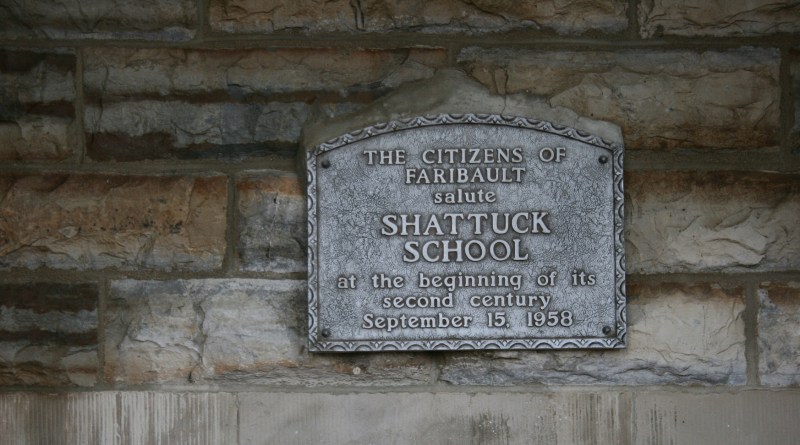 THE CITIZENS OF
FARIBAULT
salute
SHATTUCK
SCHOOL
at the beginning of its
second century
September 15, 1958